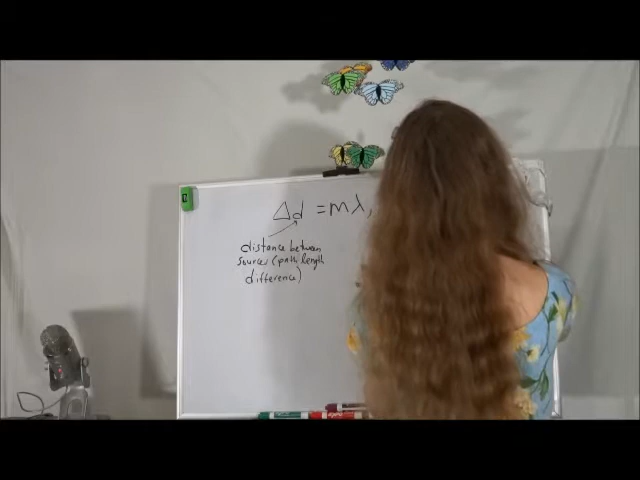 Δd = mλ,
distance between
sources (path length
difference)